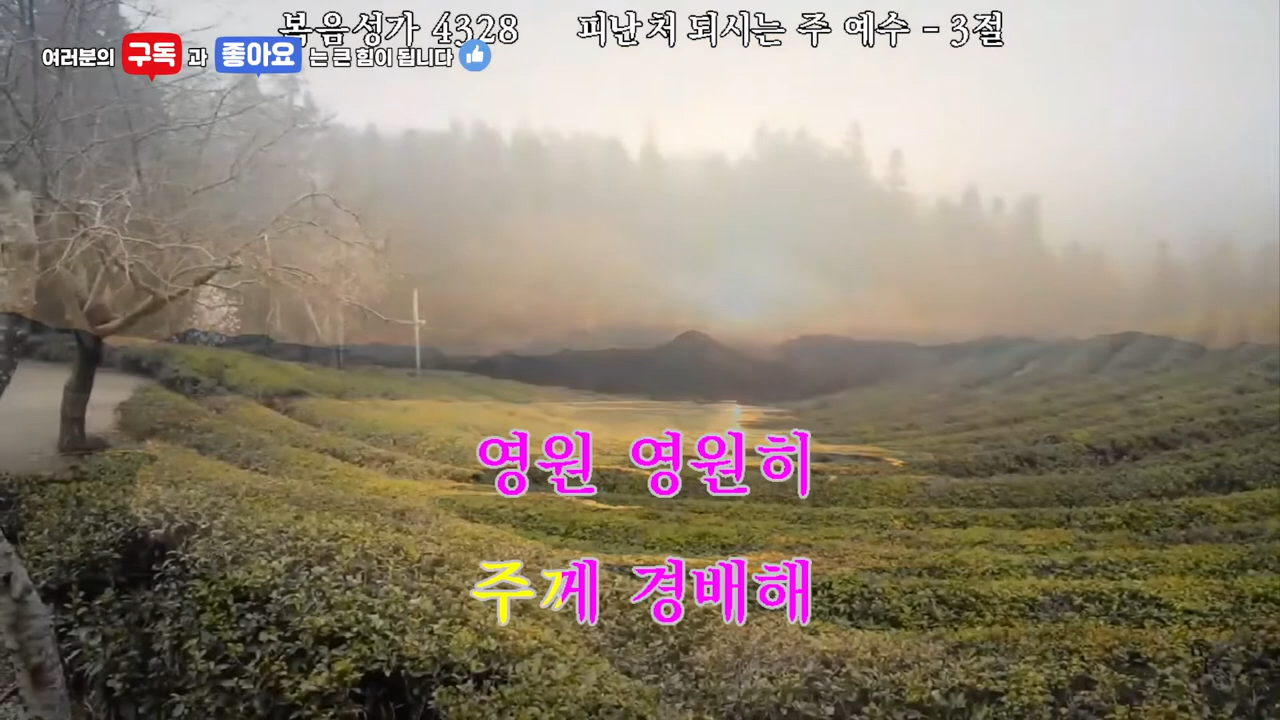 복음성가 4328 피난처 되시는 주 예수 - 3절
여러분의 구독 과 좋아요 는 큰 힘이 됩니다
영원 영원히
주께 경배해